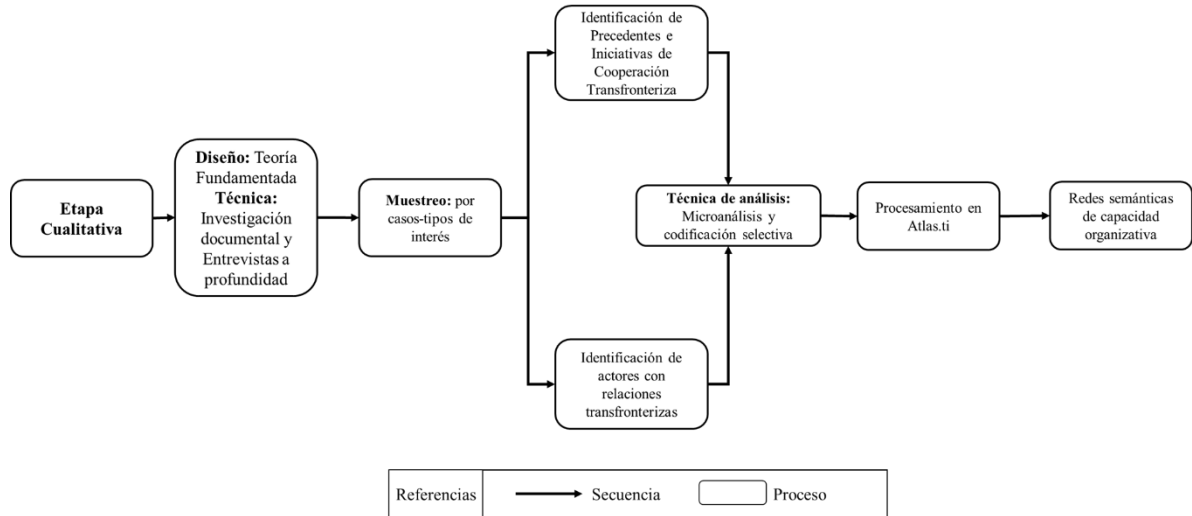 Etapa
Cualitativa
Diseño: Teoría
Fundamentada
Técnica:
Investigación
documental y
Entrevistas a
profundidad
Muestreo: por
casos-tipos de
interés
Identificación de
Precedentes e
Iniciativas de
Cooperación
Transfronteriza
Identificación de
actores con
relaciones
transfronterizas
Técnica de análisis:
Microanálisis y
codificación selectiva
Procesamiento en
Atlas.ti
Redes semánticas
de capacidad
organizativa
Referencias
Secuencia
Proceso